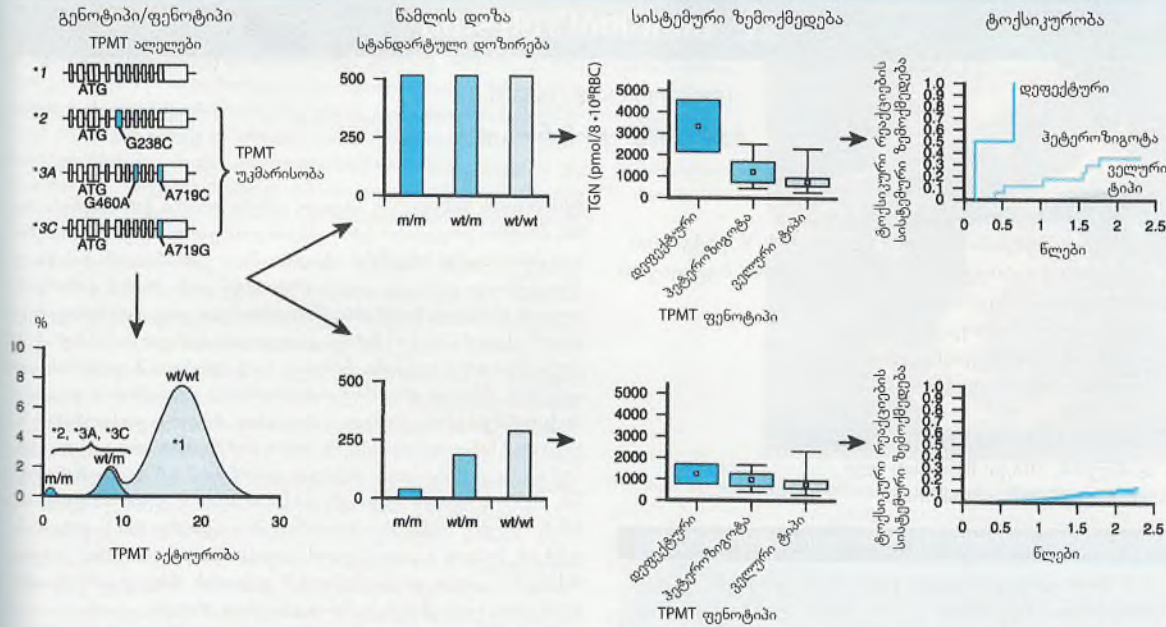 გენოტიპი/ფენოტიპი
TPMT ალელები
*1
ATG
*2
ATG
G238C
*3A
ATG
G460A
A719C
*3C
ATG
A719G
TPMT
უკმარისობა
%
10
8
6
4
2
0
*2, *3A, *3C
m/m
wt/m
wt/wt
*1
0
10
20
30
TPMT აქტიურობა
წამლის დოზა
სტანდარტული დოზირება
500
250
0
m/m
wt/m
wt/wt
500
250
0
m/m
wt/m
wt/wt
სისტემური ზემოქმედება
TGN (pmol/8 •10⁸RBC)
5000
4000
3000
2000
1000
0
დეფექტური
ჰეტეროზიგოტა
ველური ტიპი
TPMT ფენოტიპი
5000
4000
3000
2000
1000
0
დეფექტური
ჰეტეროზიგოტა
ველური ტიპი
TPMT ფენოტიპი
ტოქსიკურობა
ტოქსიკური რეაქციების
სისტემური ზემოქმედება
1.0
0.9
0.8
0.7
0.6
0.5
0.4
0.3
0.2
0.1
0
დეფექტური
ჰეტეროზიგოტა
ველური
ტიპი
0
0.5
1
1.5
2
2.5
წლები
ტოქსიკური რეაქციების
სისტემური ზემოქმედება
1.0
0.9
0.8
0.7
0.6
0.5
0.4
0.3
0.2
0.1
0
0
0.5
1
1.5
2
2.5
წლები